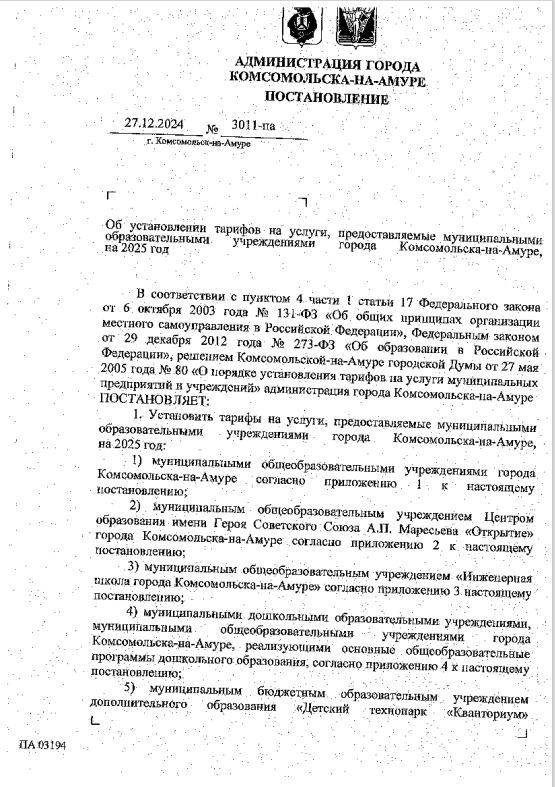 АДМИНИСТРАЦИЯ ГОРОДА
КОМСОМОЛЬСКА-НА-АМУРЕ
ПОСТАНОВЛЕНИЕ
27.12.2024 № 3011-па
г. Комсомольск-на-Амуре
Об установлении тарифов на услуги, предоставляемые муниципальными
образовательными учреждениями города Комсомольска-на-Амуре,
на 2025 год
В соответствии с пунктом 4 части 1 статьи 17 Федерального закона
от 6 октября 2003 года № 131-ФЗ «Об общих принципах организации
местного самоуправления в Российской Федерации», Федеральным законом
от 29 декабря 2012 года № 273-ФЗ «Об образовании в Российской
Федерации», решением Комсомольской-на-Амуре городской Думы от 27 мая
2005 года № 80 «О порядке установления тарифов на услуги муниципальных
предприятий и учреждений» администрация города Комсомольска-на-Амуре
ПОСТАНОВЛЯЕТ:
1. Установить тарифы на услуги, предоставляемые муниципальными
образовательными учреждениями города Комсомольска-на-Амуре,
на 2025 год:
1) муниципальными общеобразовательными учреждениями города
Комсомольска-на-Амуре согласно приложению 1 к настоящему
постановлению;
2) муниципальным общеобразовательным учреждением Центром
образования имени Героя Советского Союза А.П. Маресьева «Открытие»
города Комсомольска-на-Амуре согласно приложению 2 к настоящему
постановлению;
3) муниципальным общеобразовательным учреждением «Инженерная
школа города Комсомольска-на-Амуре» согласно приложению 3 настоящему
постановлению;
4) муниципальными дошкольными образовательными учреждениями,
муниципальными общеобразовательными учреждениями города
Комсомольска-на-Амуре, реализующими основные общеобразовательные
программы дошкольного образования, согласно приложению 4 к настоящему
постановлению;
5) муниципальным бюджетным образовательным учреждением
дополнительного образования «Детский технопарк «Кванториум»
ПА 03194